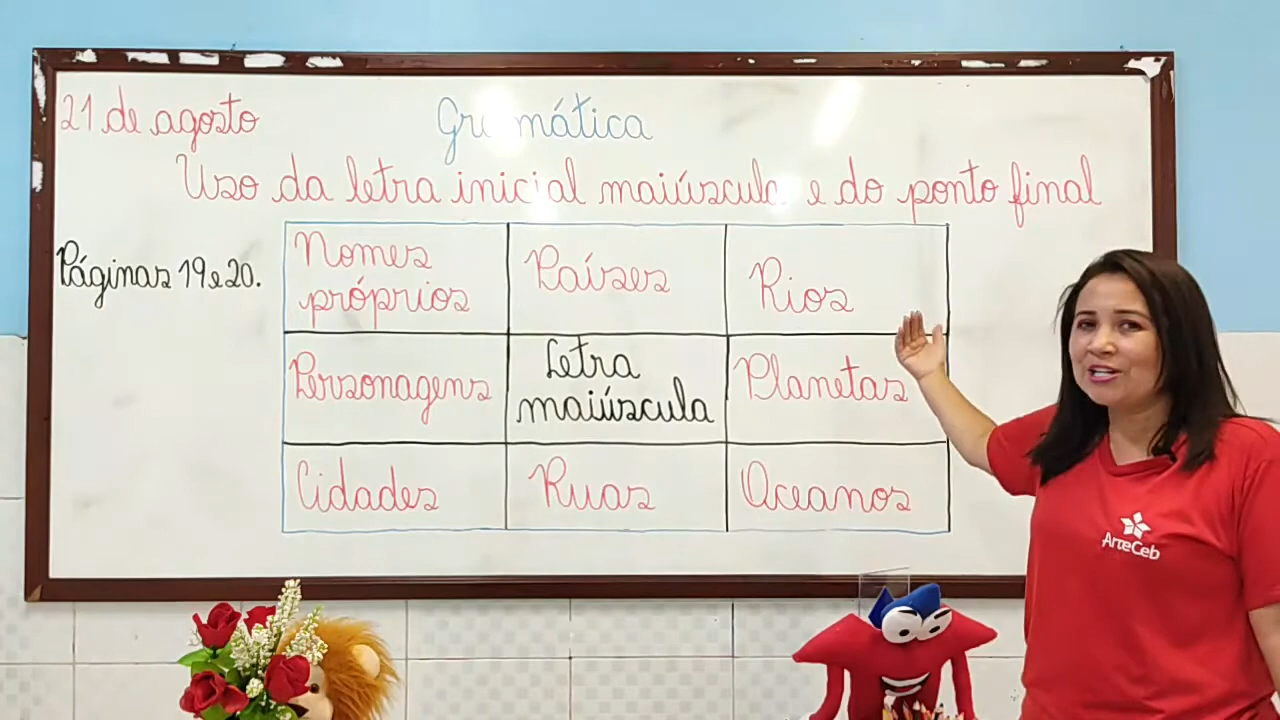 21 de agosto
Gramática
Uso da letra inicial maiúscula e do ponto final
Páginas 19 e 20.
Nomes
próprios
Países
Rios
Personagens
Letra
maiúscula
Planetas
Cidades
Ruas
Oceanos
ArteCeb